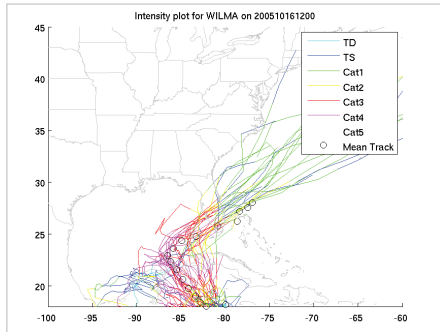 Intensity plot for WILMA on 200510161200
45
40
35
30
25
20
TD
TS
Cat1
Cat2
Cat3
Cat4
Cat5
Mean Track
-100 -95 -90 -85 -80 -75 -70 -65 -60